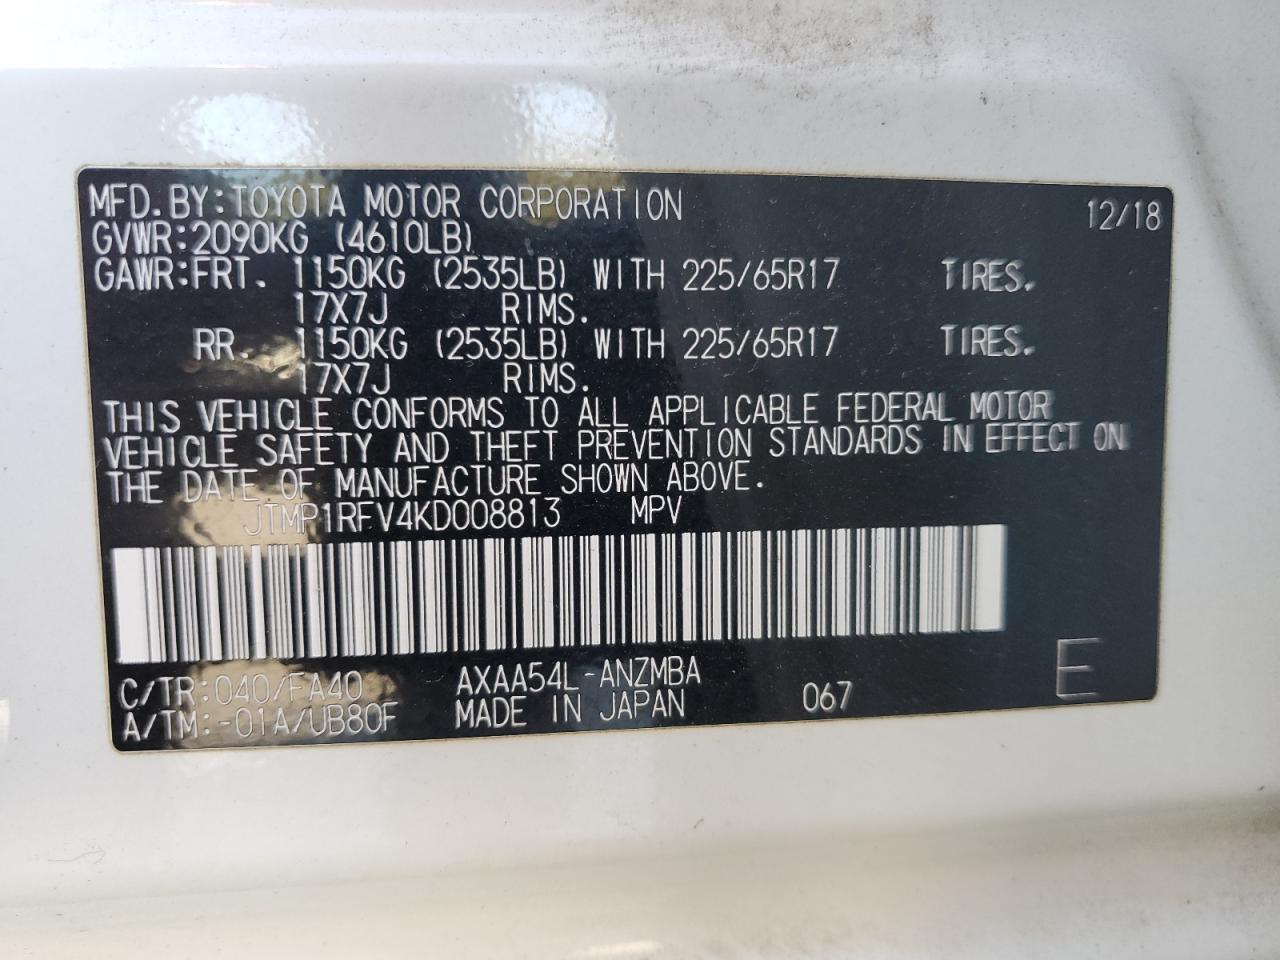 MFD.BY:TOYOTA MOTOR CORPORATION 12/18
GVWR:2090KG (4610LB)
GAWR:FRT. 1150KG (2535LB) WITH 225/65R17 TIRES.
17X7J RIMS.
RR. 1150KG (2535LB) WITH 225/65R17 TIRES.
17X7J RIMS.
THIS VEHICLE CONFORMS TO ALL APPLICABLE FEDERAL MOTOR
VEHICLE SAFETY AND THEFT PREVENTION STANDARDS IN EFFECT ON
THE DATE OF MANUFACTURE SHOWN ABOVE.
JTMP1RFV4KD008813 MPV
C/TR:040/FA40 AXAA54L-ANZMBA
A/TM:-01A/UB80F MADE IN JAPAN 067 E